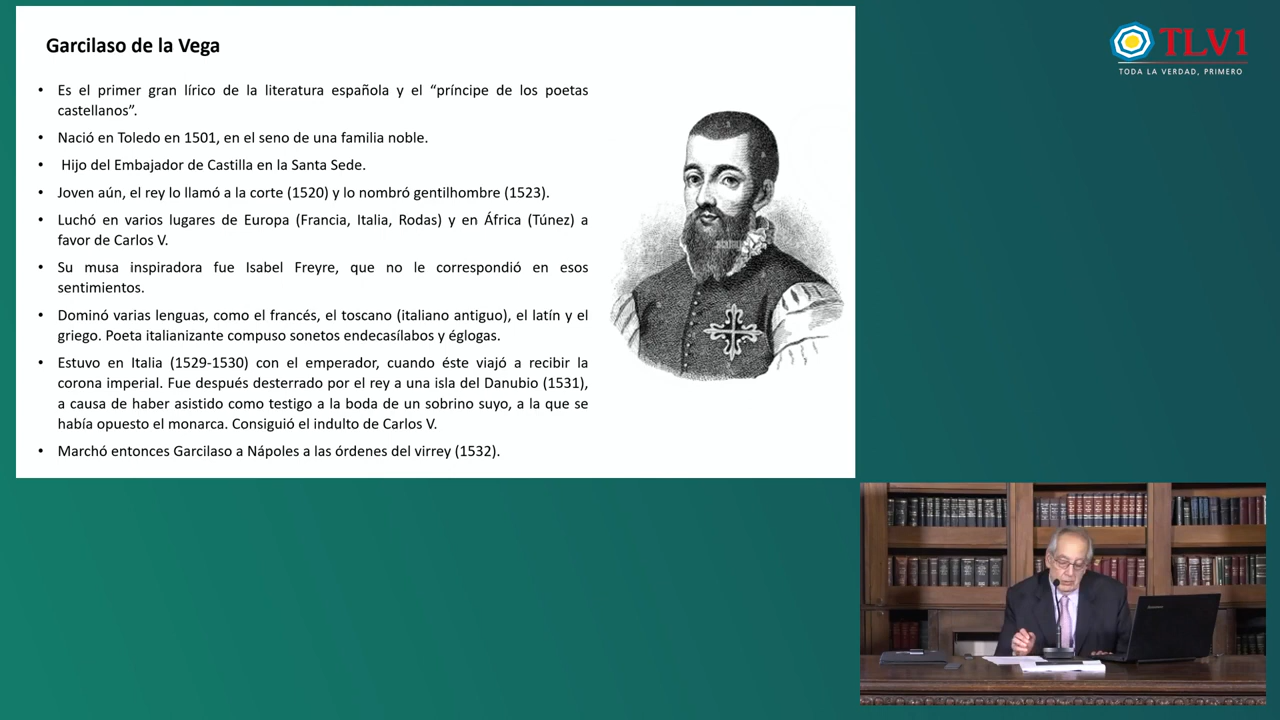 Garcilaso de la Vega
• Es el primer gran lírico de la literatura española y el “príncipe de los poetas
castellanos”.
• Nació en Toledo en 1501, en el seno de una familia noble.
• Hijo del Embajador de Castilla en la Santa Sede.
• Joven aún, el rey lo llamó a la corte (1520) y lo nombró gentilhombre (1523).
• Luchó en varios lugares de Europa (Francia, Italia, Rodas) y en África (Túnez) a
favor de Carlos V.
• Su musa inspiradora fue Isabel Freyre, que no le correspondió en esos
sentimientos.
• Dominó varias lenguas, como el francés, el toscano (italiano antiguo), el latín y el
griego. Poeta italianizante compuso sonetos endecasílabos y églogas.
• Estuvo en Italia (1529-1530) con el emperador, cuando éste viajó a recibir la
corona imperial. Fue después desterrado por el rey a una isla del Danubio (1531),
a causa de haber asistido como testigo a la boda de un sobrino suyo, a la que se
había opuesto el monarca. Consiguió el indulto de Carlos V.
• Marchó entonces Garcilaso a Nápoles a las órdenes del virrey (1532).
TLV1
TODA LA VERDAD, PRIMERO